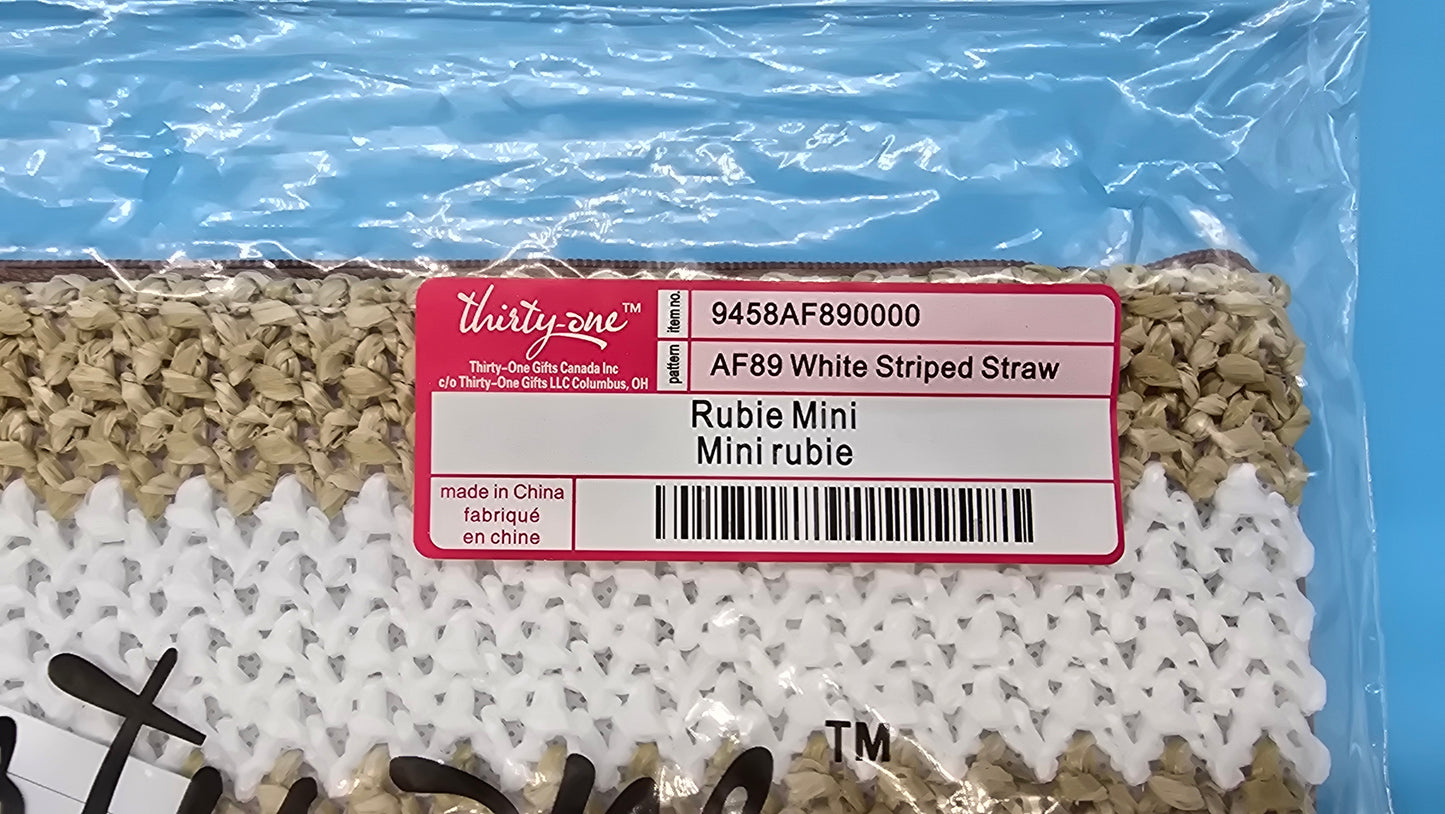 thirty-one™
Thirty-One Gifts Canada Inc
c/o Thirty-One Gifts LLC Columbus, OH
item no.
9458AF890000
pattern
AF89 White Striped Straw
Rubie Mini
Mini rubie
made in China
fabriqué
en chine
TM